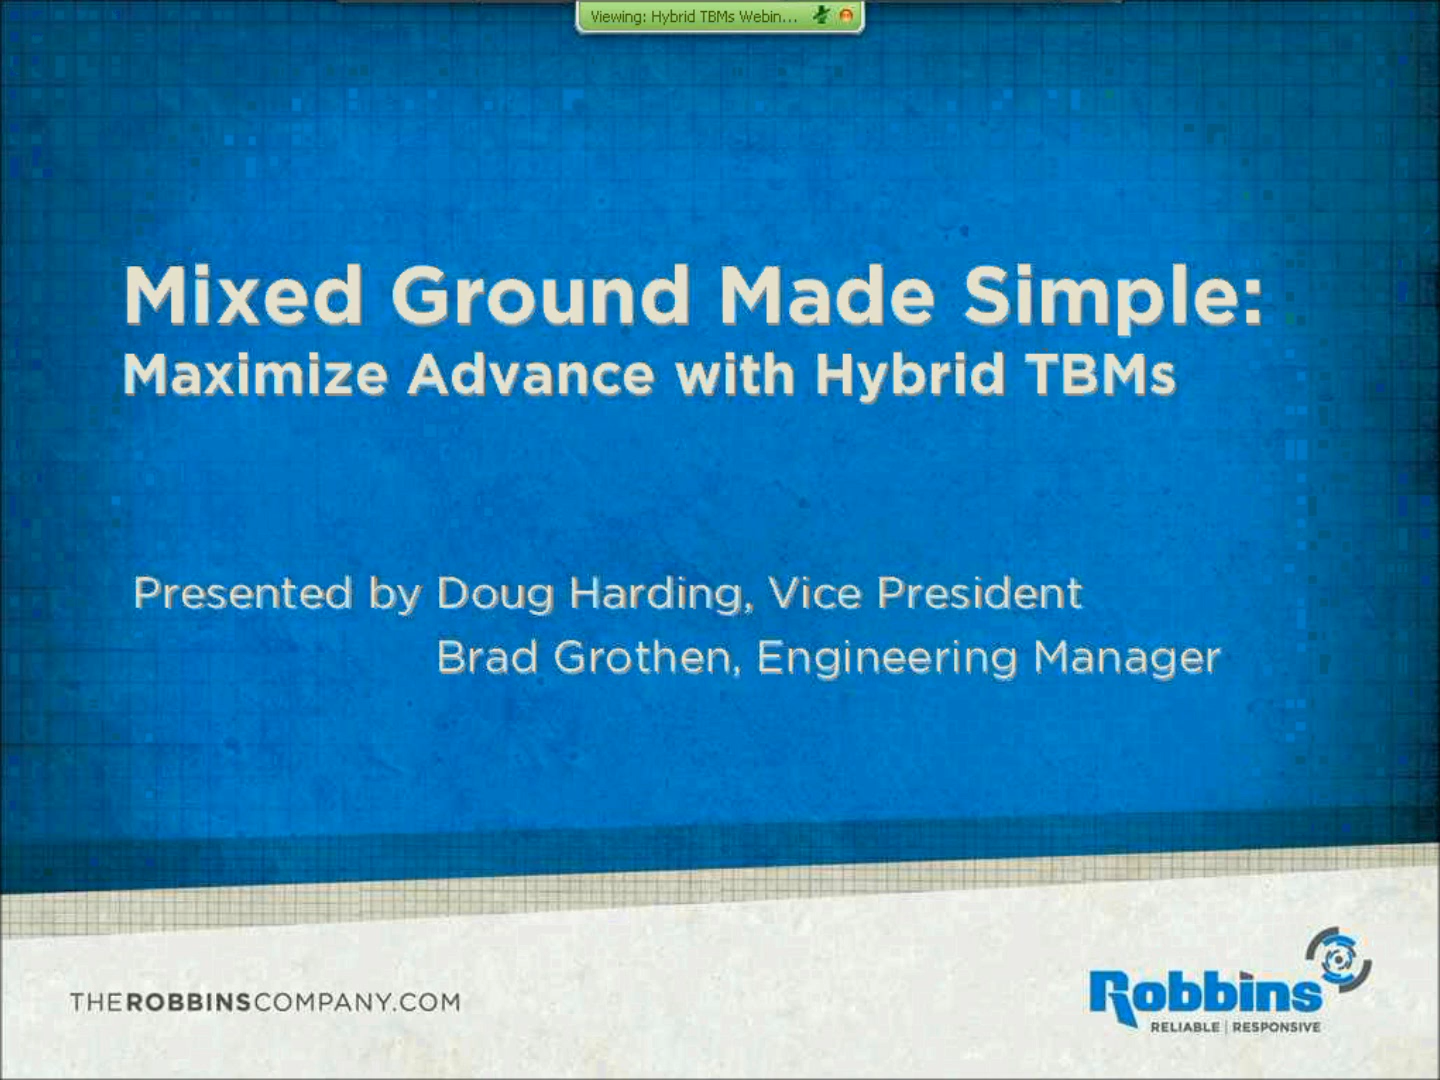 Viewing: Hybrid TBMs Webin...
Mixed Ground Made Simple:
Maximize Advance with Hybrid TBMs
Presented by Doug Harding, Vice President
Brad Grothen, Engineering Manager
THEROBBINSCOMPANY.COM
Robbins
RELIABLE | RESPONSIVE